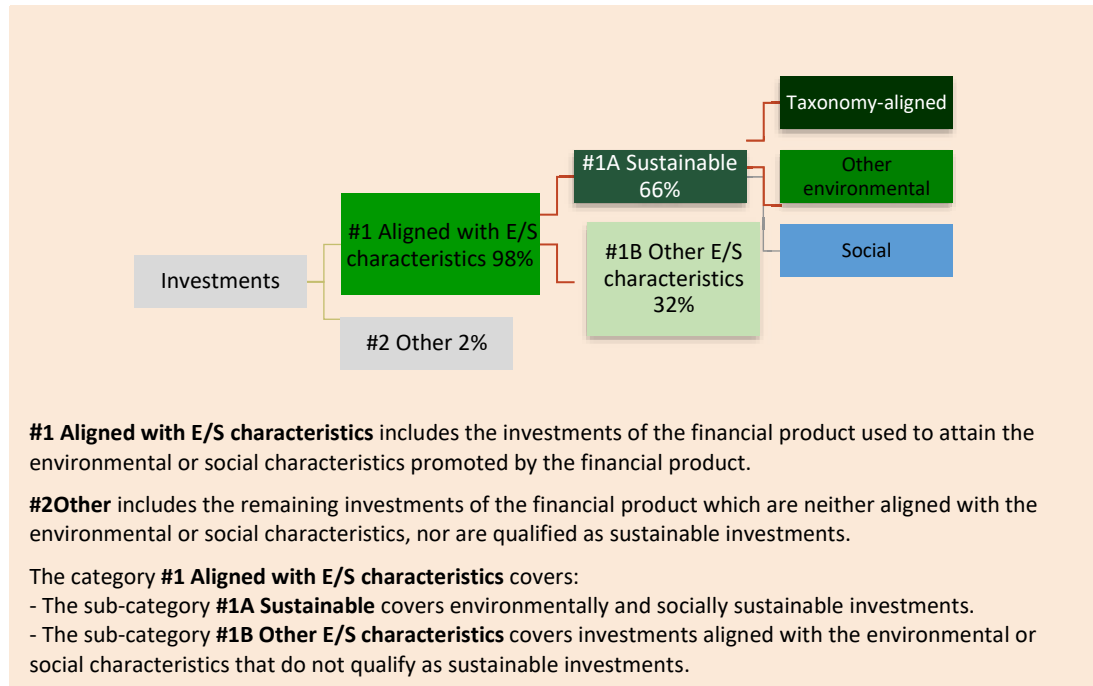 Taxonomy-aligned
#1A Sustainable
66%
Other
environmental
#1 Aligned with E/S
characteristics 98%
#1B Other E/S
characteristics
32%
Social
Investments
#2 Other 2%
#1 Aligned with E/S characteristics includes the investments of the financial product used to attain the
environmental or social characteristics promoted by the financial product.
#2Other includes the remaining investments of the financial product which are neither aligned with the
environmental or social characteristics, nor are qualified as sustainable investments.
The category #1 Aligned with E/S characteristics covers:
- The sub-category #1A Sustainable covers environmentally and socially sustainable investments.
- The sub-category #1B Other E/S characteristics covers investments aligned with the environmental or
social characteristics that do not qualify as sustainable investments.